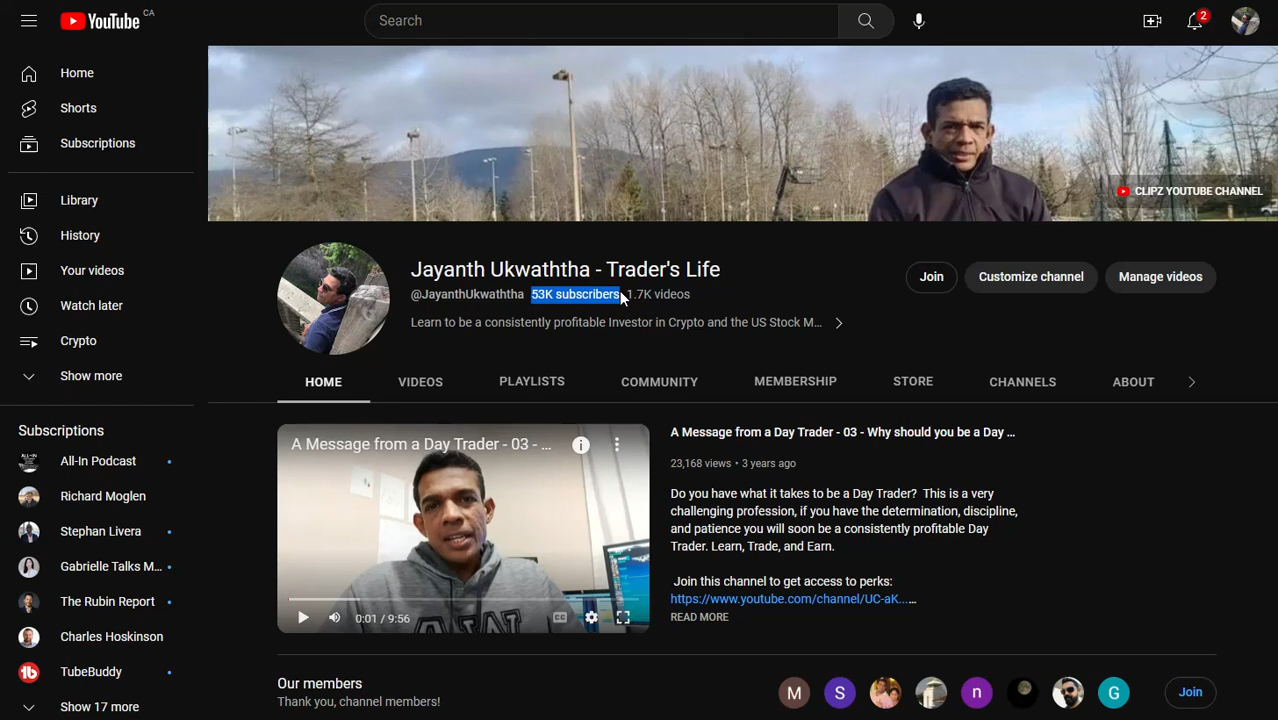 YouTube CA
Search
2
Home
Shorts
Subscriptions
Library
History
Your videos
Watch later
Crypto
Show more
Subscriptions
All-In Podcast
Richard Moglen
Stephan Livera
Gabrielle Talks M...
The Rubin Report
Charles Hoskinson
TubeBuddy
Show 17 more
CLIPZ YOUTUBE CHANNEL
Jayanth Ukwaththa - Trader's Life
@JayanthUkwaththa 53K subscribers 1.7K videos
Learn to be a consistently profitable Investor in Crypto and the US Stock M...
Join
Customize channel
Manage videos
HOME VIDEOS PLAYLISTS COMMUNITY MEMBERSHIP STORE CHANNELS ABOUT
A Message from a Day Trader - 03 - ...
0:01 / 9:56
A Message from a Day Trader - 03 - Why should you be a Day ...
23,168 views • 3 years ago
Do you have what it takes to be a Day Trader? This is a very
challenging profession, if you have the determination, discipline,
and patience you will soon be a consistently profitable Day
Trader. Learn, Trade, and Earn.
Join this channel to get access to perks:
https://www.youtube.com/channel/UC-aK...
...
READ MORE
Our members
Thank you, channel members!
M S n G
Join